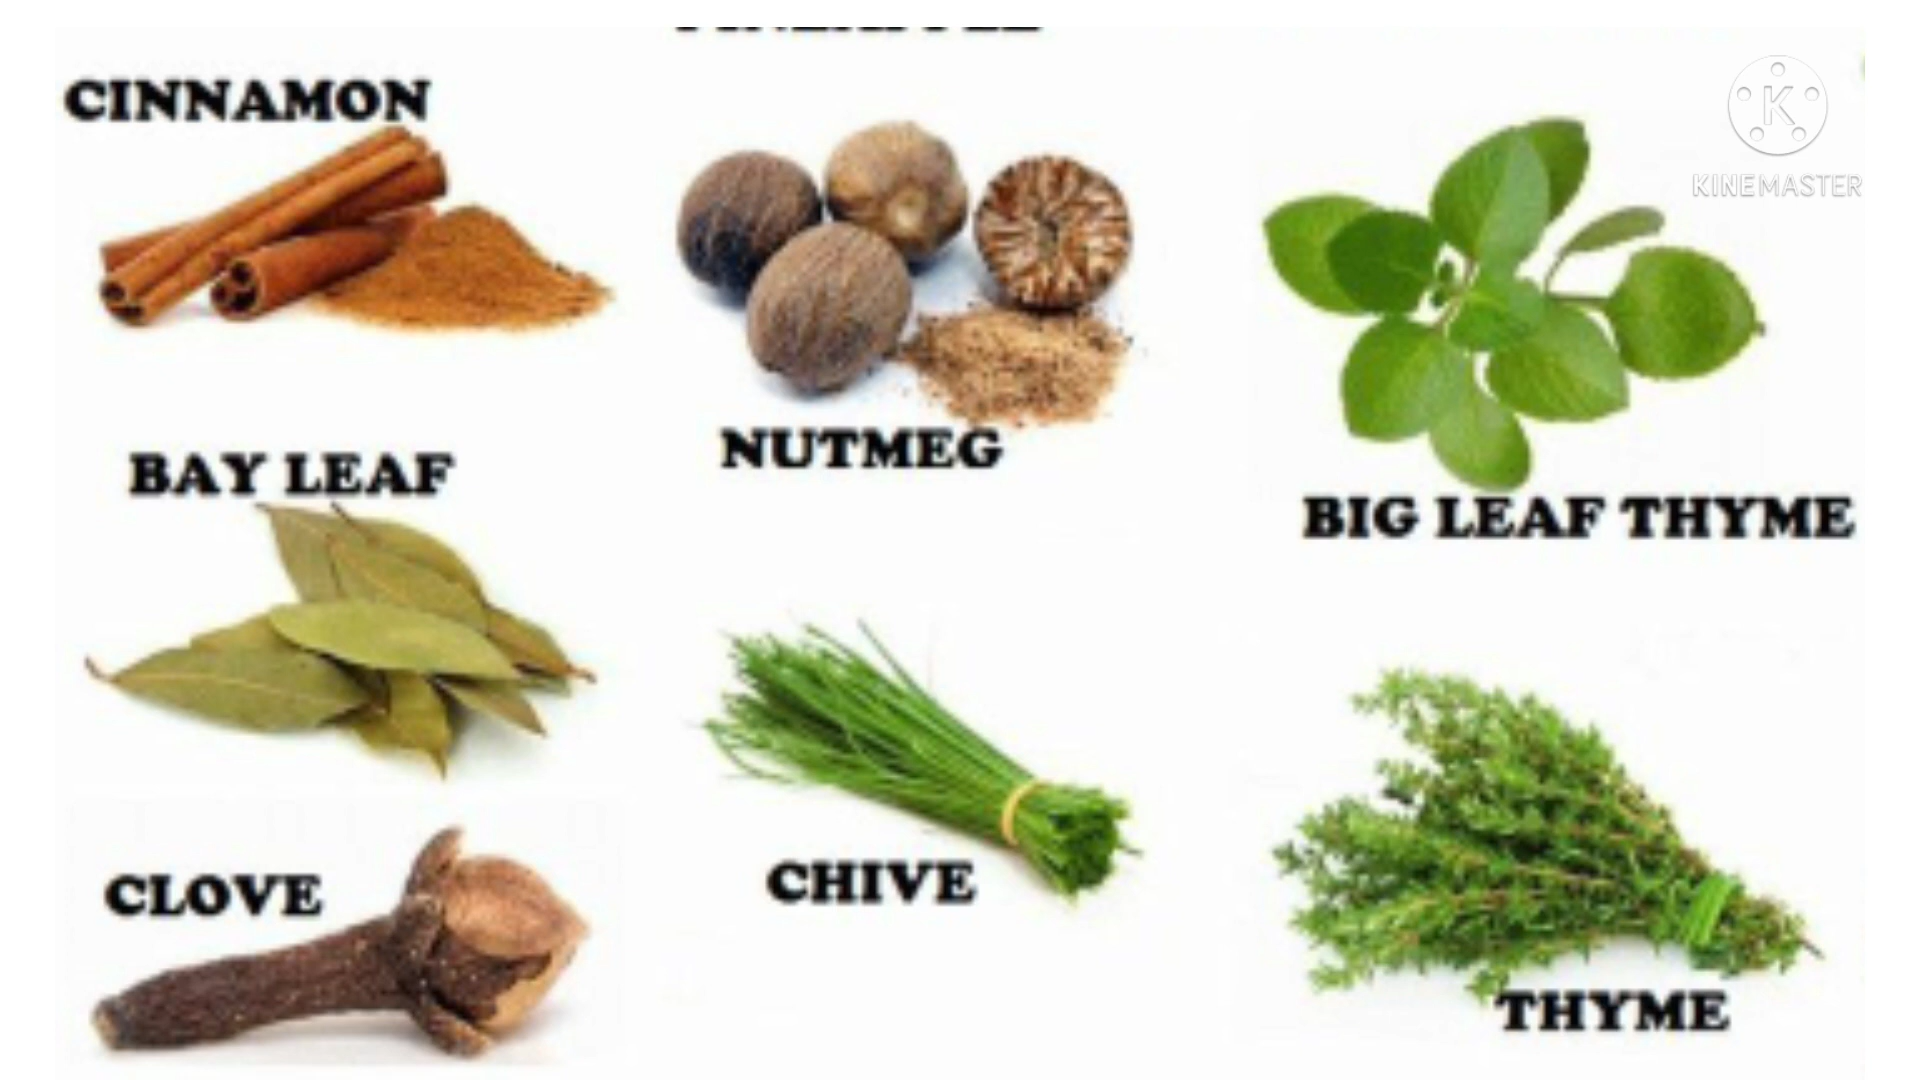 CINNAMON
K
KINEMASTER
NUTMEG
BAY LEAF
BIG LEAF THYME
CHIVE
CLOVE
THYME